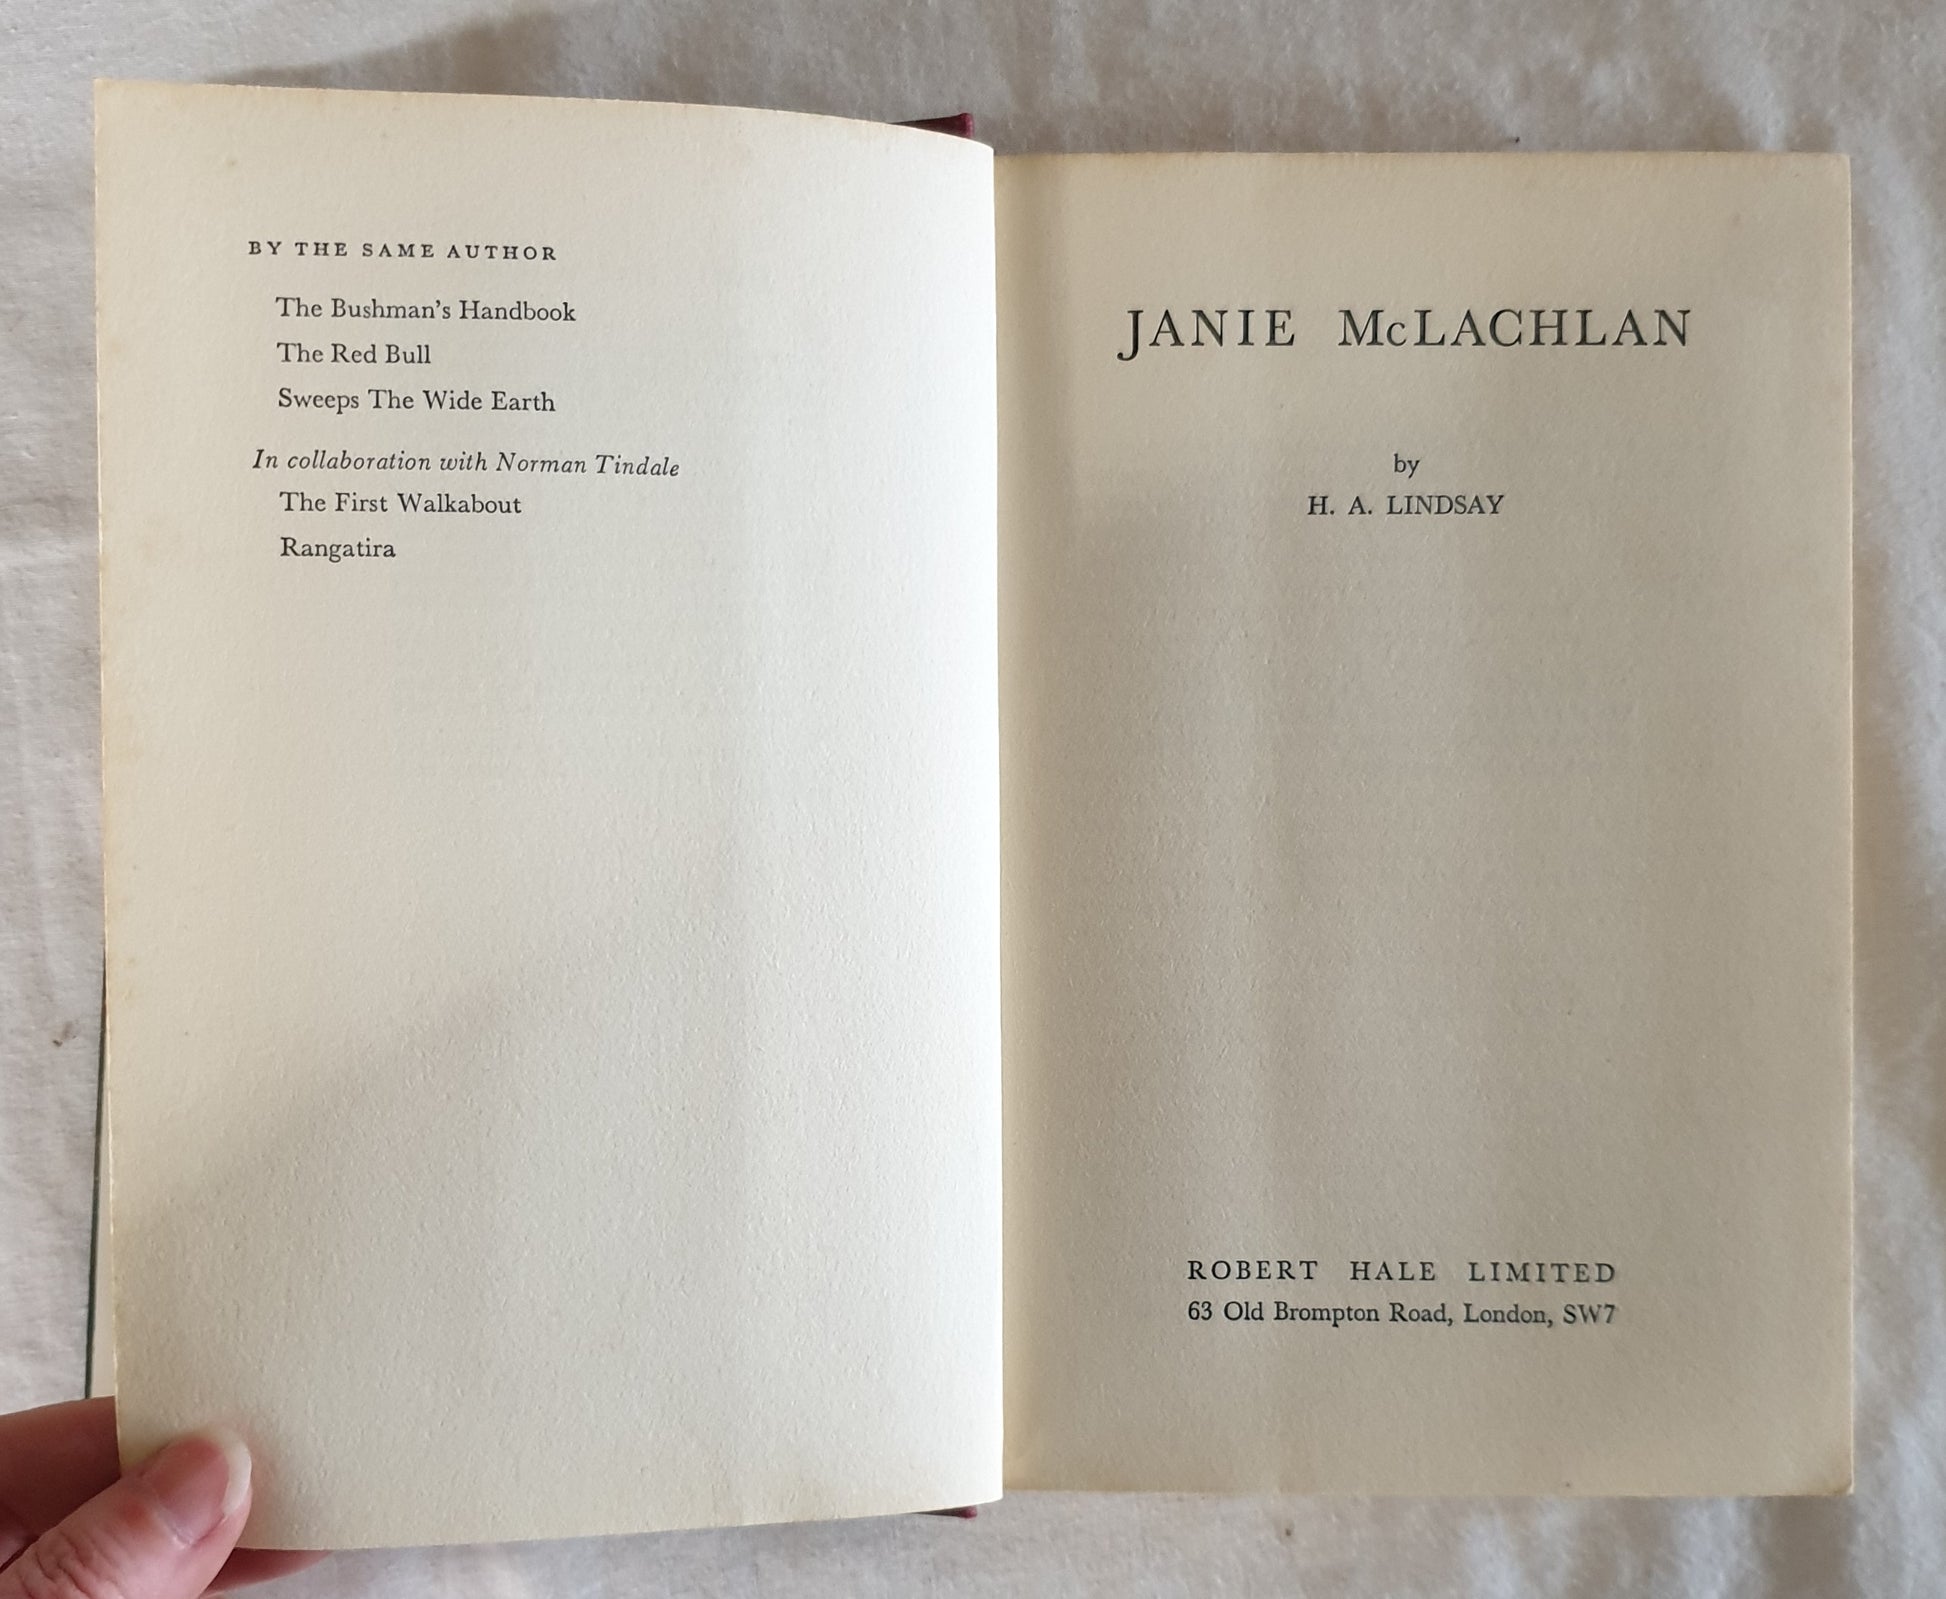 BY THE SAME AUTHOR
The Bushman's Handbook
The Red Bull
Sweeps The Wide Earth
In collaboration with Norman Tindale
The First Walkabout
Rangatira
JANIE McLACHLAN
by
H. A. LINDSAY
ROBERT HALE LIMITED
63 Old Brompton Road, London, SW7